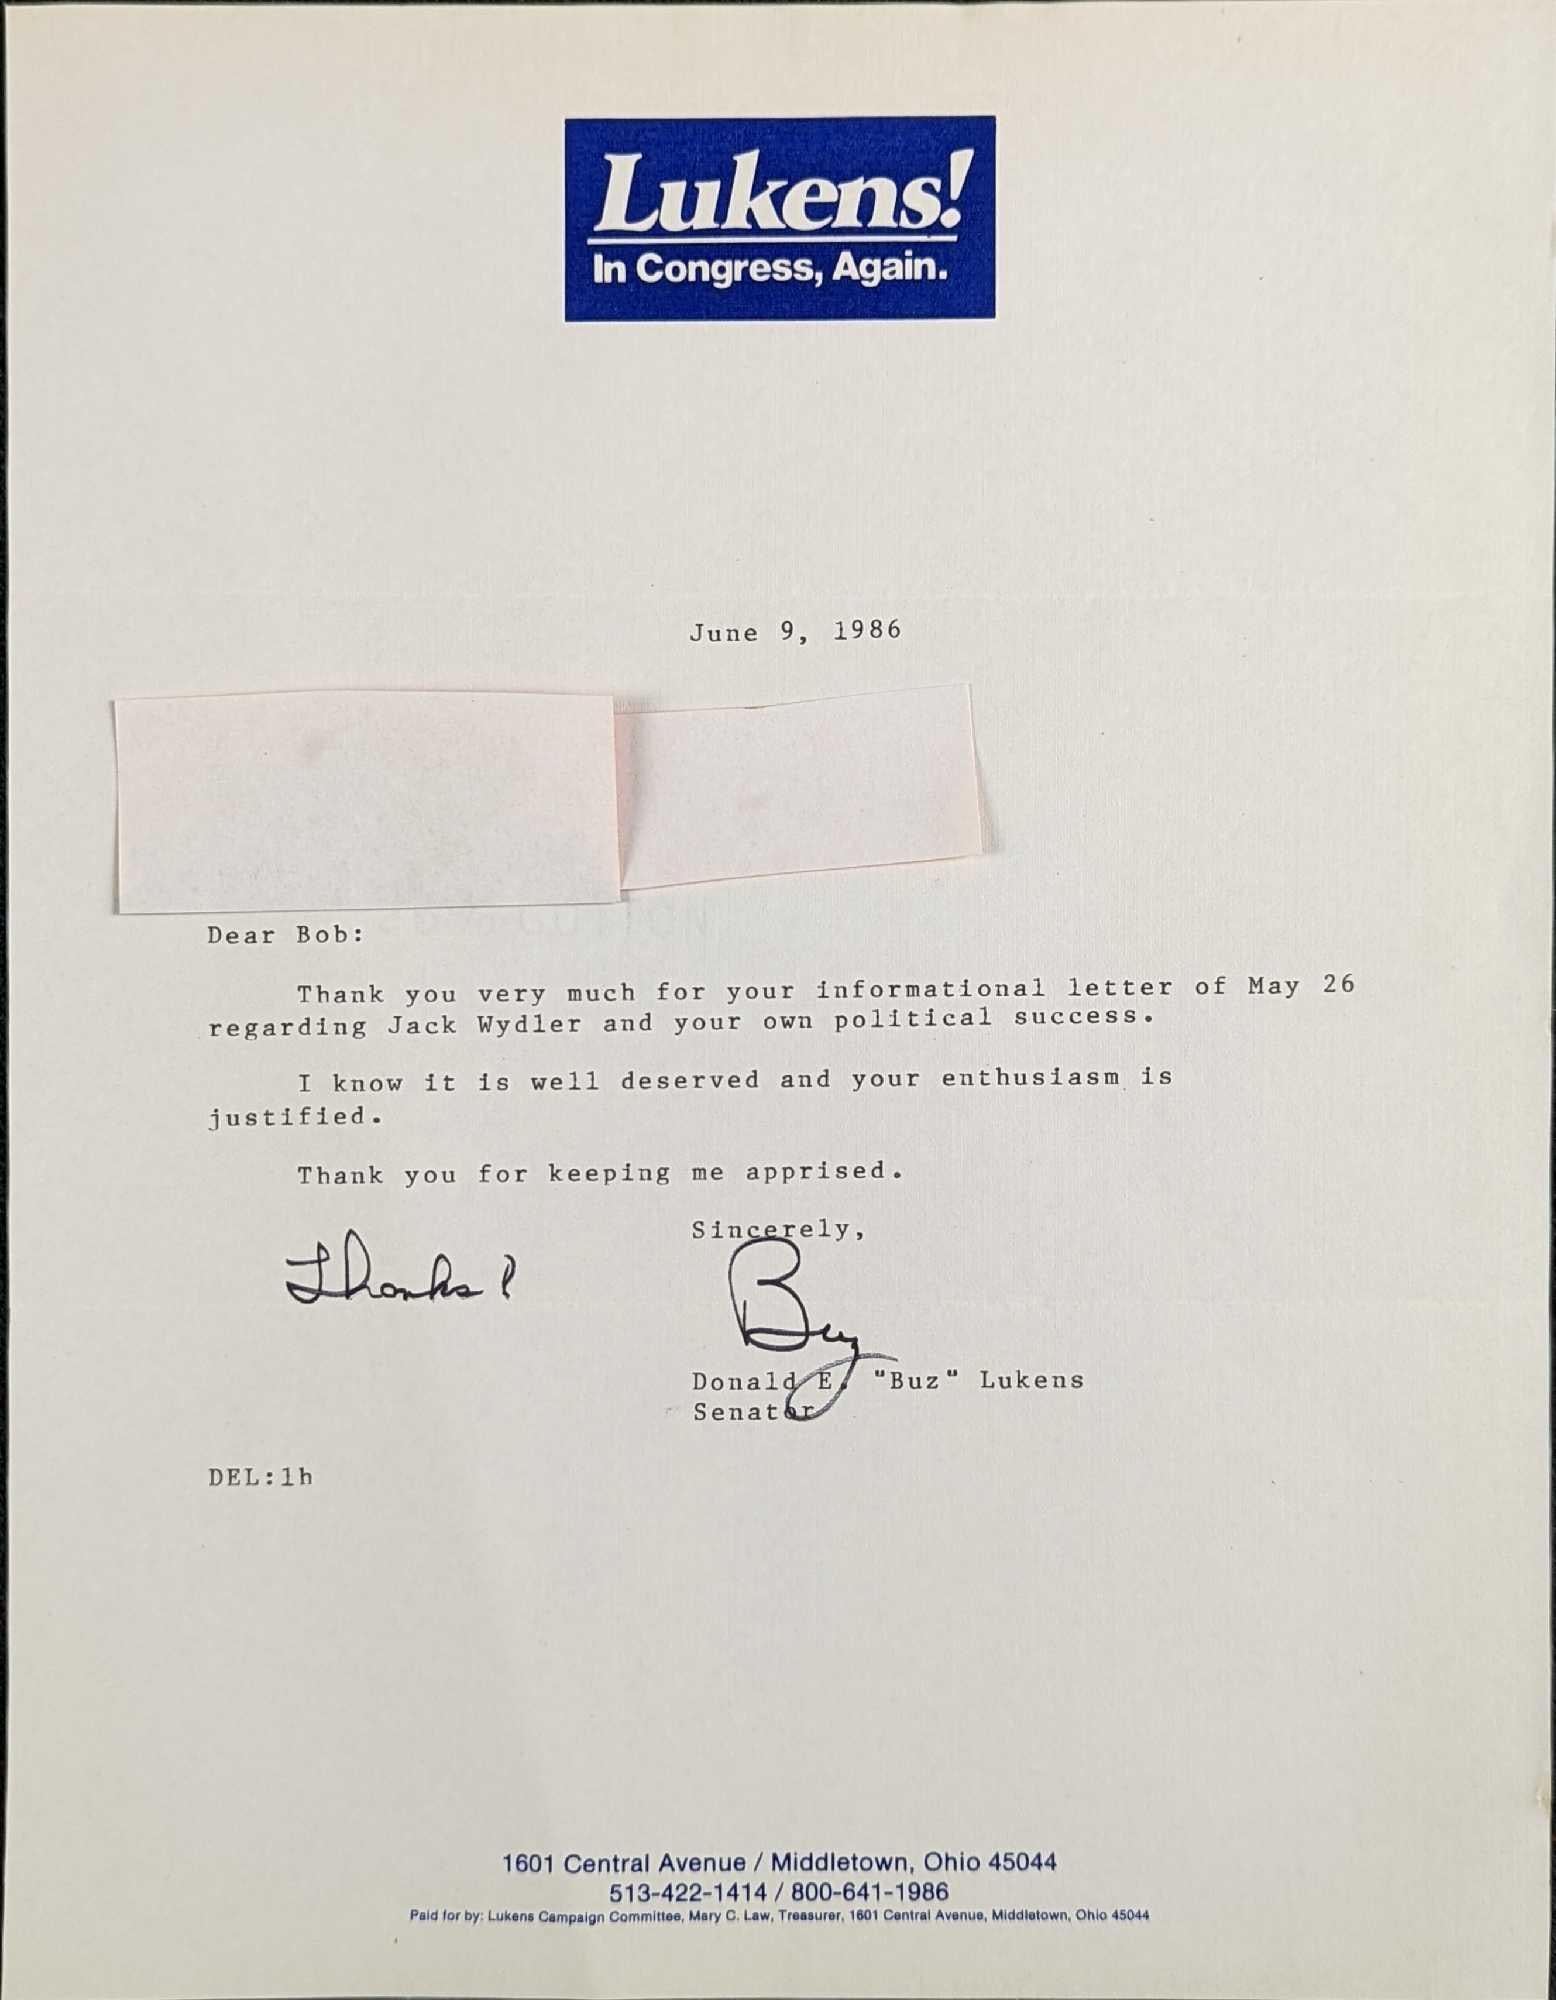 Lukens!
In Congress, Again.
June 9, 1986
Dear Bob:
Thank you very much for your informational letter of May 26
regarding Jack Wydler and your own political success.
I know it is well deserved and your enthusiasm is
justified.
Thank you for keeping me apprised.
Sincerely,
Thanks!
Buz
Donald E. "Buz" Lukens
Senator
DEL:lh
1601 Central Avenue / Middletown, Ohio 45044
513-422-1414 / 800-641-1986
Paid for by: Lukens Campaign Committee, Mary C. Law, Treasurer, 1601 Central Avenue, Middletown, Ohio 45044